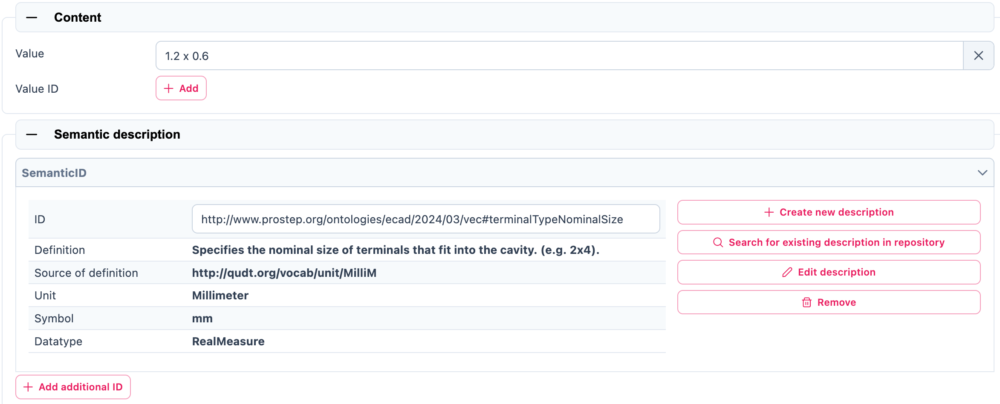 Content
Value
1.2 x 0.6
Value ID
Add
Semantic description
SemanticID
ID
http://www.prostep.org/ontologies/ecad/2024/03/vec#terminalTypeNominalSize
Definition
Specifies the nominal size of terminals that fit into the cavity. (e.g. 2x4).
Source of definition
http://qudt.org/vocab/unit/MilliM
Unit
Millimeter
Symbol
mm
Datatype
RealMeasure
Create new description
Search for existing description in repository
Edit description
Remove
Add additional ID